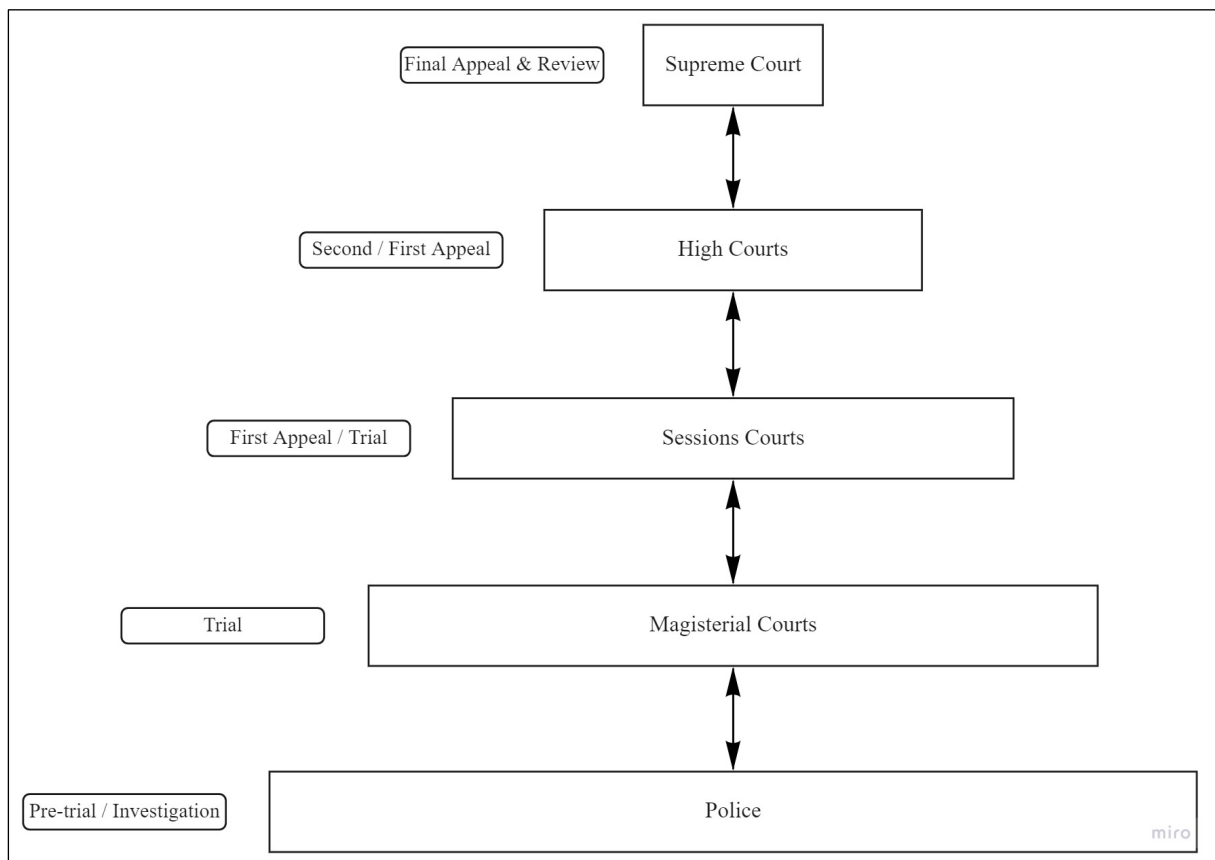 Final Appeal & Review
Supreme Court
Second / First Appeal
High Courts
First Appeal / Trial
Sessions Courts
Trial
Magisterial Courts
Pre-trial / Investigation
Police
miro